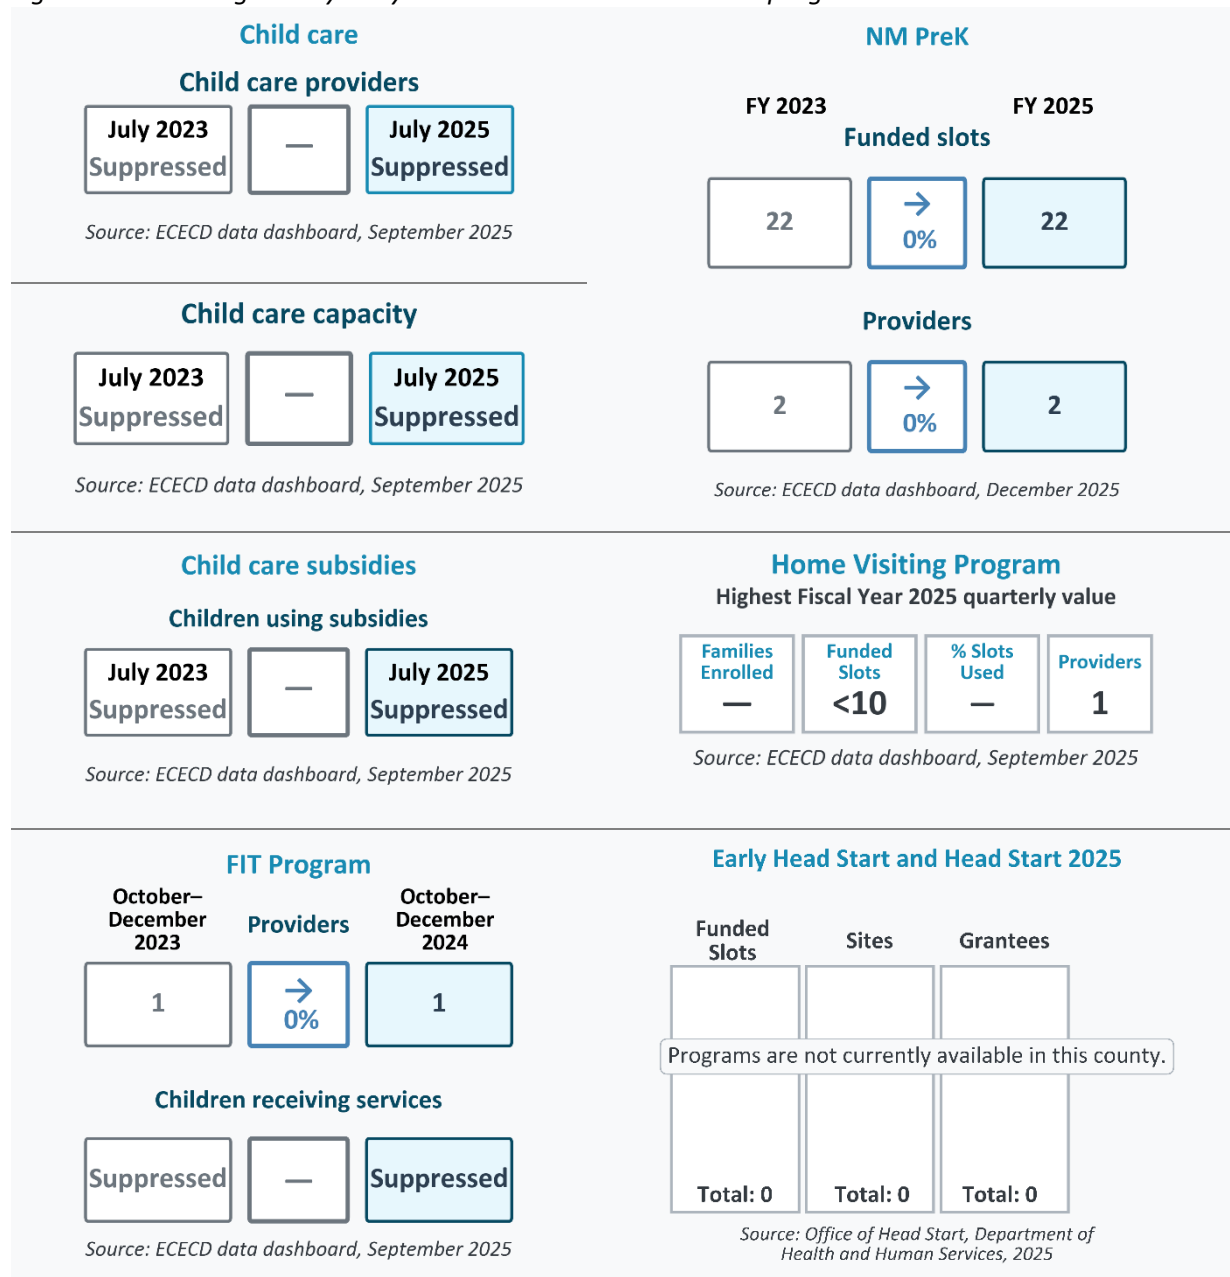 Child care
Child care providers
July 2023
Suppressed
—
July 2025
Suppressed
Source: ECECD data dashboard, September 2025
Child care capacity
July 2023
Suppressed
—
July 2025
Suppressed
Source: ECECD data dashboard, September 2025
NM PreK
FY 2023
FY 2025
Funded slots
22
→
0%
22
Providers
2
→
0%
2
Source: ECECD data dashboard, December 2025
Child care subsidies
Children using subsidies
July 2023
Suppressed
—
July 2025
Suppressed
Source: ECECD data dashboard, September 2025
Home Visiting Program
Highest Fiscal Year 2025 quarterly value
Families
Enrolled
—
Funded
Slots
<10
% Slots
Used
—
Providers
1
Source: ECECD data dashboard, September 2025
FIT Program
October–
December
2023
Providers
October–
December
2024
1
→
0%
1
Children receiving services
Suppressed
—
Suppressed
Source: ECECD data dashboard, September 2025
Early Head Start and Head Start 2025
Funded
Slots
Sites
Grantees
Programs are not currently available in this county.
Total: 0
Total: 0
Total: 0
Source: Office of Head Start, Department of
Health and Human Services, 2025